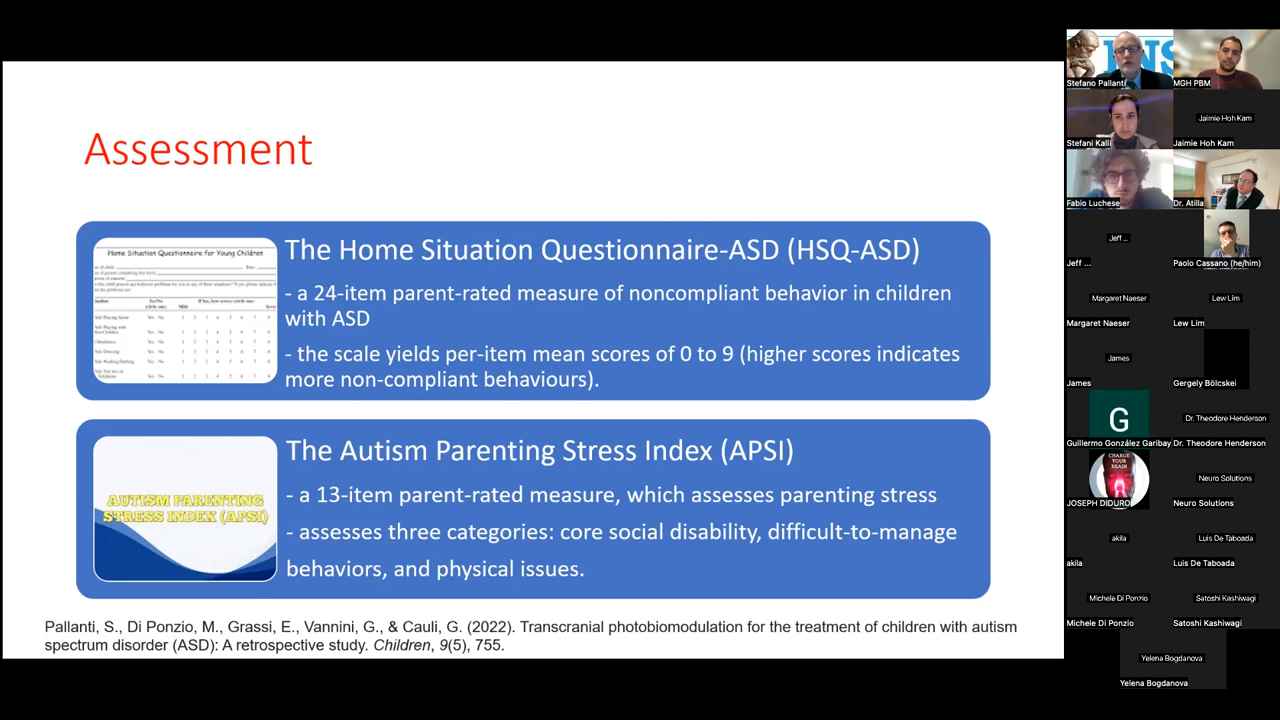 Assessment
Home Situation Questionnaire for Young Children
The Home Situation Questionnaire-ASD (HSQ-ASD)
- a 24-item parent-rated measure of noncompliant behavior in children
with ASD
- the scale yields per-item mean scores of 0 to 9 (higher scores indicates
more non-compliant behaviours).
AUTISM PARENTING
STRESS INDEX (APSI)
The Autism Parenting Stress Index (APSI)
- a 13-item parent-rated measure, which assesses parenting stress
- assesses three categories: core social disability, difficult-to-manage
behaviors, and physical issues.
Pallanti, S., Di Ponzio, M., Grassi, E., Vannini, G., & Cauli, G. (2022). Transcranial photobiomodulation for the treatment of children with autism
spectrum disorder (ASD): A retrospective study. Children, 9(5), 755.
Stefano Pallanti
MGH PBM
Stefani Kalli
Jaimie Hoh Kam
Jaimie Hoh Kam
Fabio Luchese
Dr. Atilla
Jeff ...
Jeff ...
Paolo Cassano (he/him)
Margaret Naeser
Margaret Naeser
Lew Lim
Lew Lim
James
James
Gergely Bölcskei
G
Guillermo González Garibay
Dr. Theodore Henderson
Dr. Theodore Henderson
CHARGE
YOUR
BRAIN
JOSEPH DIDURO
Neuro Solutions
Neuro Solutions
akila
akila
Luis De Taboada
Luis De Taboada
Michele Di Ponzio
Michele Di Ponzio
Satoshi Kashiwagi
Satoshi Kashiwagi
Yelena Bogdanova
Yelena Bogdanova